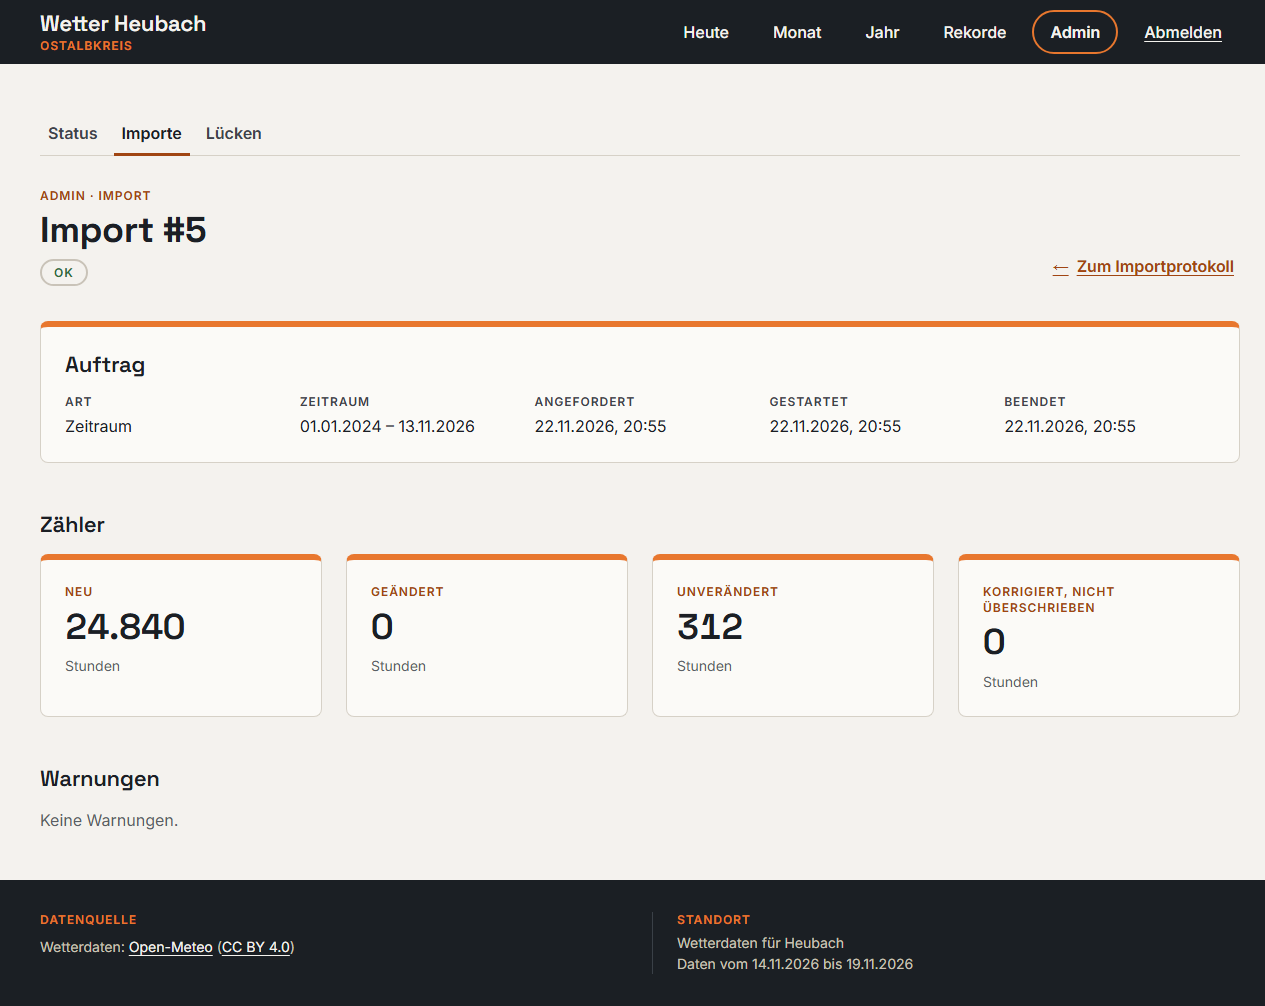 Wetter Heubach
OSTALBKREIS
Heute Monat Jahr Rekorde Admin Abmelden
Status Importe Lücken
ADMIN · IMPORT
Import #5
OK
← Zum Importprotokoll
Auftrag
ART ZEITRAUM ANGEFORDERT GESTARTET BEENDET
Zeitraum 01.01.2024 – 13.11.2026 22.11.2026, 20:55 22.11.2026, 20:55 22.11.2026, 20:55
Zähler
NEU
24.840
Stunden
GEÄNDERT
0
Stunden
UNVERÄNDERT
312
Stunden
KORRIGIERT, NICHT
ÜBERSCHRIEBEN
0
Stunden
Warnungen
Keine Warnungen.
DATENQUELLE
Wetterdaten: Open-Meteo (CC BY 4.0)
STANDORT
Wetterdaten für Heubach
Daten vom 14.11.2026 bis 19.11.2026